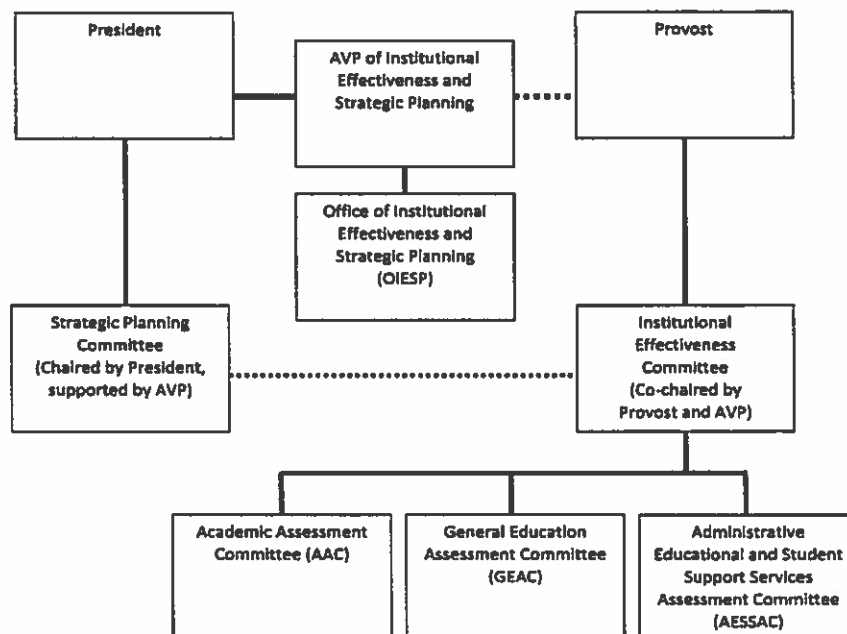 President
AVP of Institutional
Effectiveness and
Strategic Planning
Provost
Office of Institutional
Effectiveness and
Strategic Planning
(OIESP)
Strategic Planning
Committee
(Chaired by President,
supported by AVP)
Institutional
Effectiveness
Committee
(Co-chaired by
Provost and AVP)
Academic Assessment
Committee (AAC)
General Education
Assessment Committee
(GEAC)
Administrative
Educational and Student
Support Services
Assessment Committee
(AESSAC)